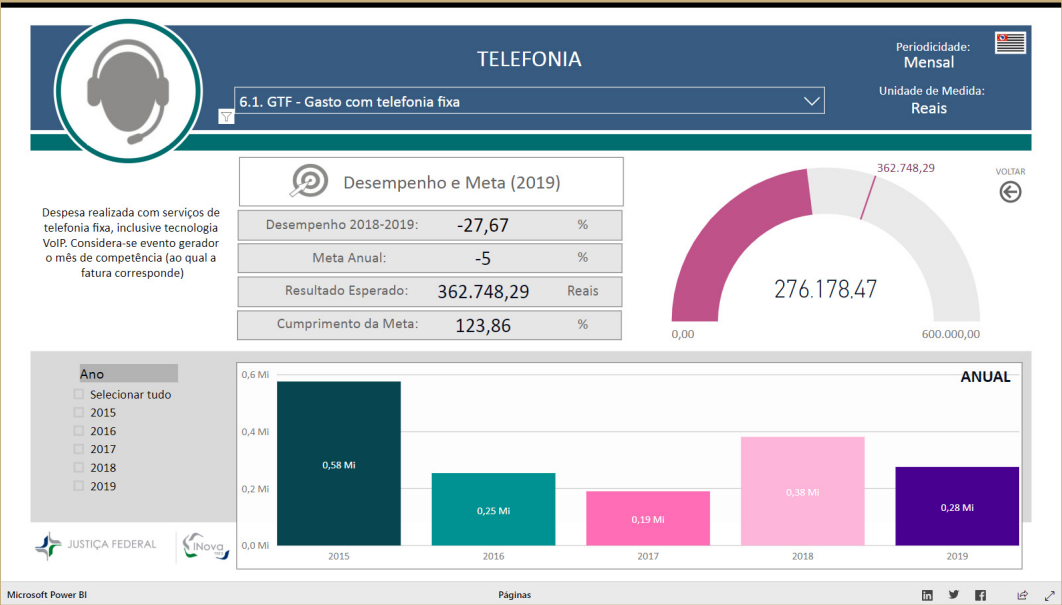 TELEFONIA
Periodicidade:
Mensal
6.1. GTF - Gasto com telefonia fixa
Unidade de Medida:
Reais
Despesa realizada com serviços de
telefonia fixa, inclusive tecnologia
VoIP. Considera-se evento gerador
o mês de competência (ao qual a
fatura corresponde)
Desempenho e Meta (2019)
Desempenho 2018-2019: -27,67 %
Meta Anual: -5 %
Resultado Esperado: 362.748,29 Reais
Cumprimento da Meta: 123,86 %
362.748,29
276.178,47
0,00
600.000,00
VOLTAR
Ano
Selecionar tudo
2015
2016
2017
2018
2019
ANUAL
0,6 Mi
0,4 Mi
0,2 Mi
0,0 Mi
0,58 Mi
0,25 Mi
0,19 Mi
0,38 Mi
0,28 Mi
2015
2016
2017
2018
2019
JUSTIÇA FEDERAL
iNova
Microsoft Power BI
Páginas